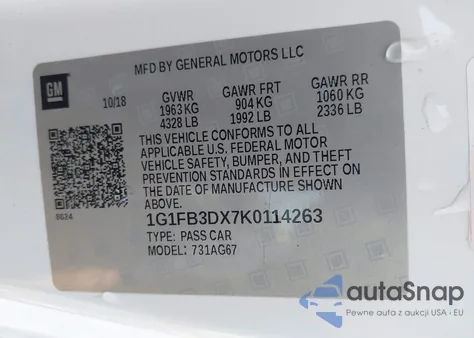 MFD BY GENERAL MOTORS LLC
GM
10/18
GVWR GAWR FRT GAWR RR
1963 KG 904 KG 1060 KG
4328 LB 1992 LB 2336 LB
THIS VEHICLE CONFORMS TO ALL
APPLICABLE U.S. FEDERAL MOTOR
VEHICLE SAFETY, BUMPER, AND THEFT
PREVENTION STANDARDS IN EFFECT ON
THE DATE OF MANUFACTURE SHOWN
ABOVE.
1G1FB3DX7K0114263
TYPE: PASS CAR
MODEL: 731AG67
autoSnap
Pewne auta z aukcji USA i EU